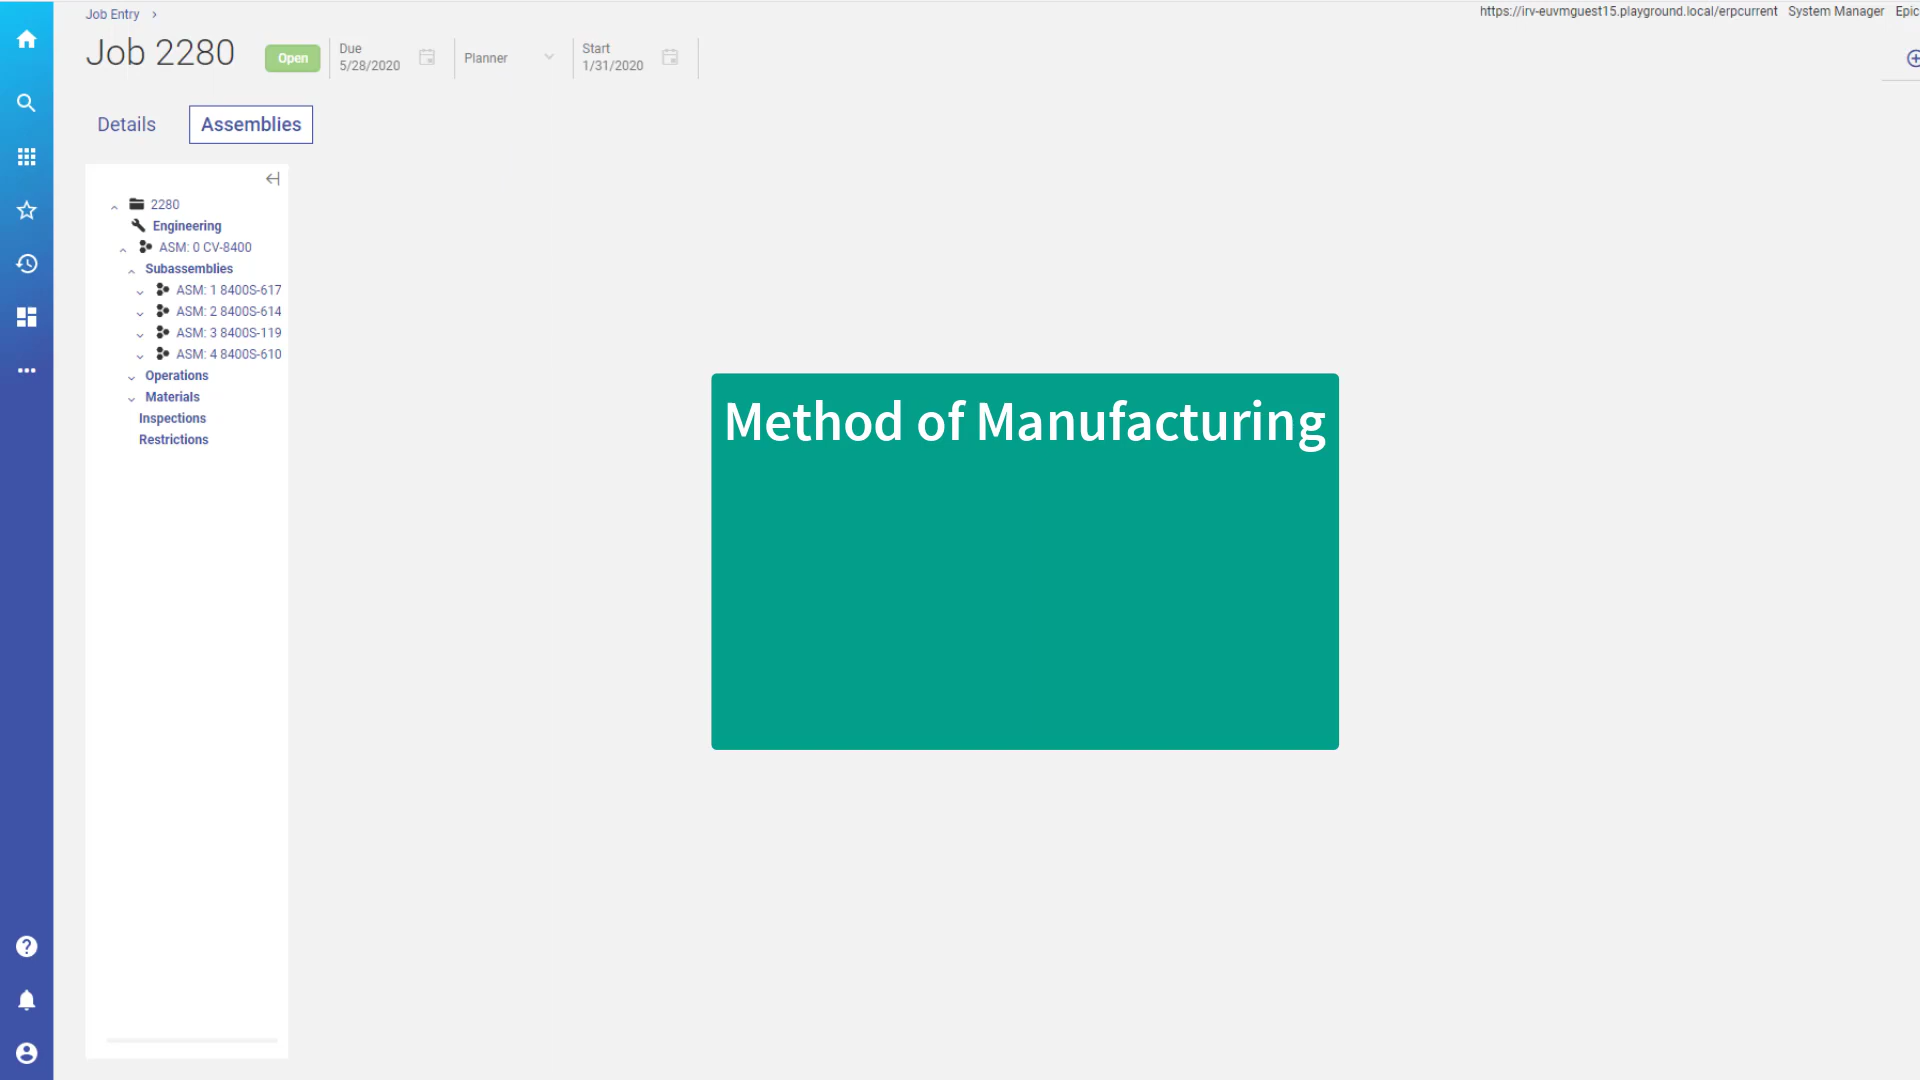 Job Entry
https://irv-euvmguest15.playground.local/erpcurrent System Manager Epic
Job 2280
Open
Due
5/28/2020
Planner
Start
1/31/2020
Details
Assemblies
2280
Engineering
ASM: 0 CV-8400
Subassemblies
ASM: 1 8400S-617
ASM: 2 8400S-614
ASM: 3 8400S-119
ASM: 4 8400S-610
Operations
Materials
Inspections
Restrictions
Method of Manufacturing